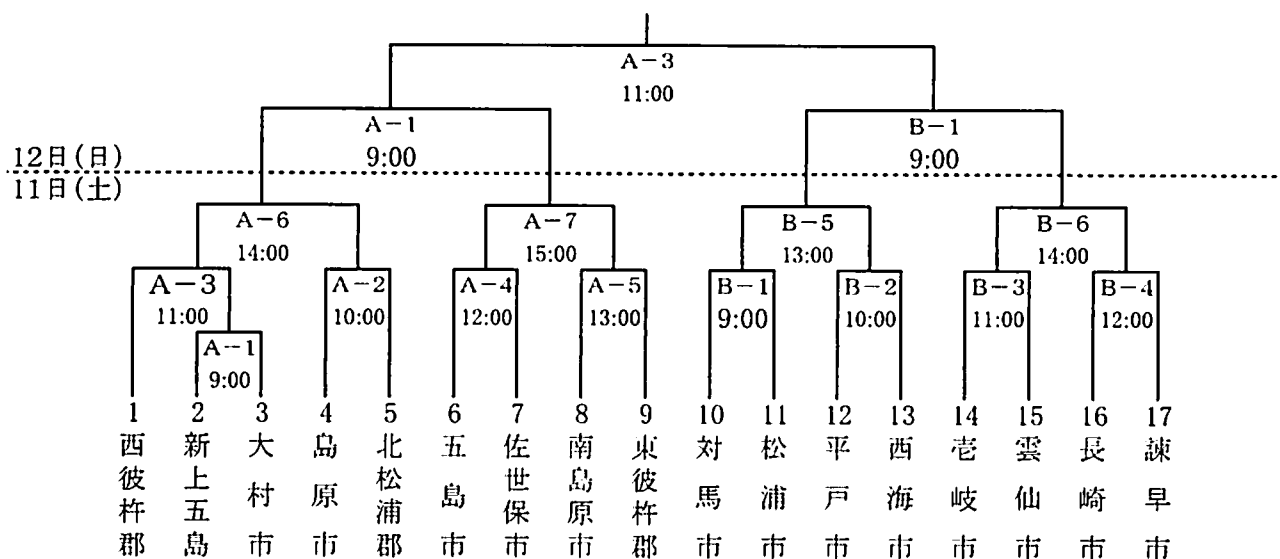 A-3
11:00
A-1
9:00
B-1
9:00
12日(日)
11日(土)
A-6
14:00
A-7
15:00
B-5
13:00
B-6
14:00
A-3
11:00
A-2
10:00
A-4
12:00
A-5
13:00
B-1
9:00
B-2
10:00
B-3
11:00
B-4
12:00
A-1
9:00
1 西彼杵郡
2 新上五島
3 大村市
4 島原市
5 北松浦郡
6 五島市
7 佐世保市
8 南島原市
9 東彼杵郡
10 対馬市
11 松浦市
12 平戸市
13 西海市
14 壱岐市
15 雲仙市
16 長崎市
17 諫早市